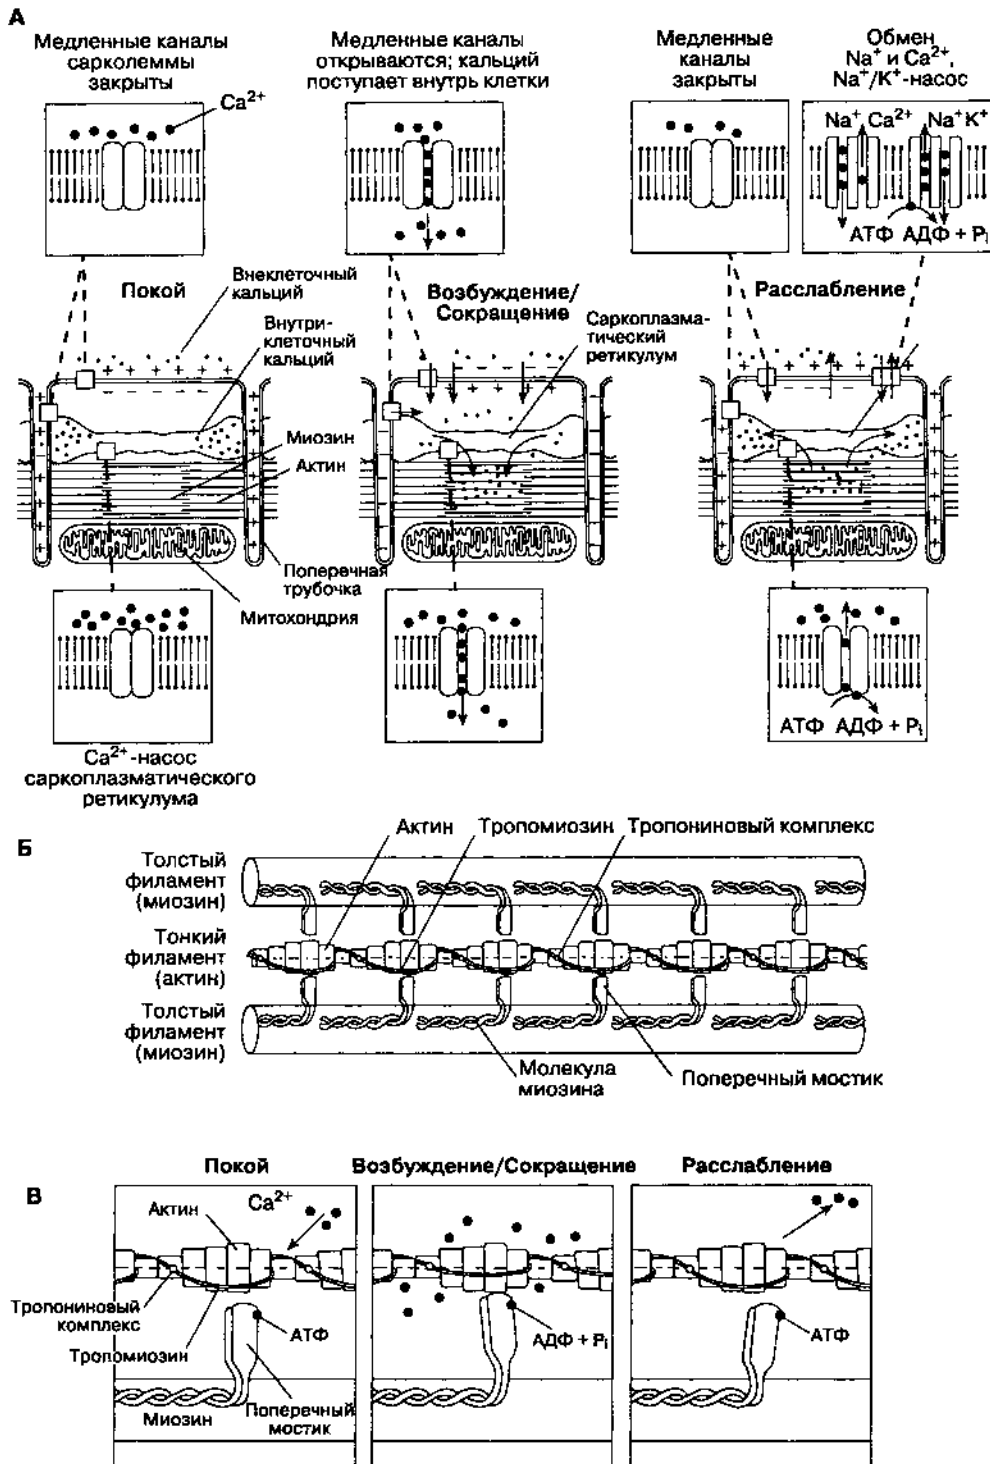 А
Медленные каналы
сарколеммы
закрыты
Ca²⁺
Медленные каналы
открываются; кальций
поступает внутрь клетки
Медленные
каналы
закрыты
Обмен
Na⁺ и Ca²⁺,
Na⁺/K⁺-насос
Na⁺ Ca²⁺ Na⁺ K⁺
АТФ АДФ + Pᵢ
Покой
Внеклеточный
кальций
Внутри-
клеточный
кальций
Миозин
Актин
Поперечная
трубочка
Митохондрия
Возбуждение/
Сокращение
Саркоплазма-
тический
ретикулум
Расслабление
Ca²⁺-насос
саркоплазматического
ретикулума
АТФ АДФ + Pᵢ
Б
Актин
Тропомиозин
Тропониновый комплекс
Толстый
филамент
(миозин)
Тонкий
филамент
(актин)
Толстый
филамент
(миозин)
Молекула
миозина
Поперечный мостик
В
Покой
Актин
Ca²⁺
Тропониновый
комплекс
Тропомиозин
АТФ
Миозин
Поперечный
мостик
Возбуждение/Сокращение
АДФ + Pᵢ
Расслабление
АТФ